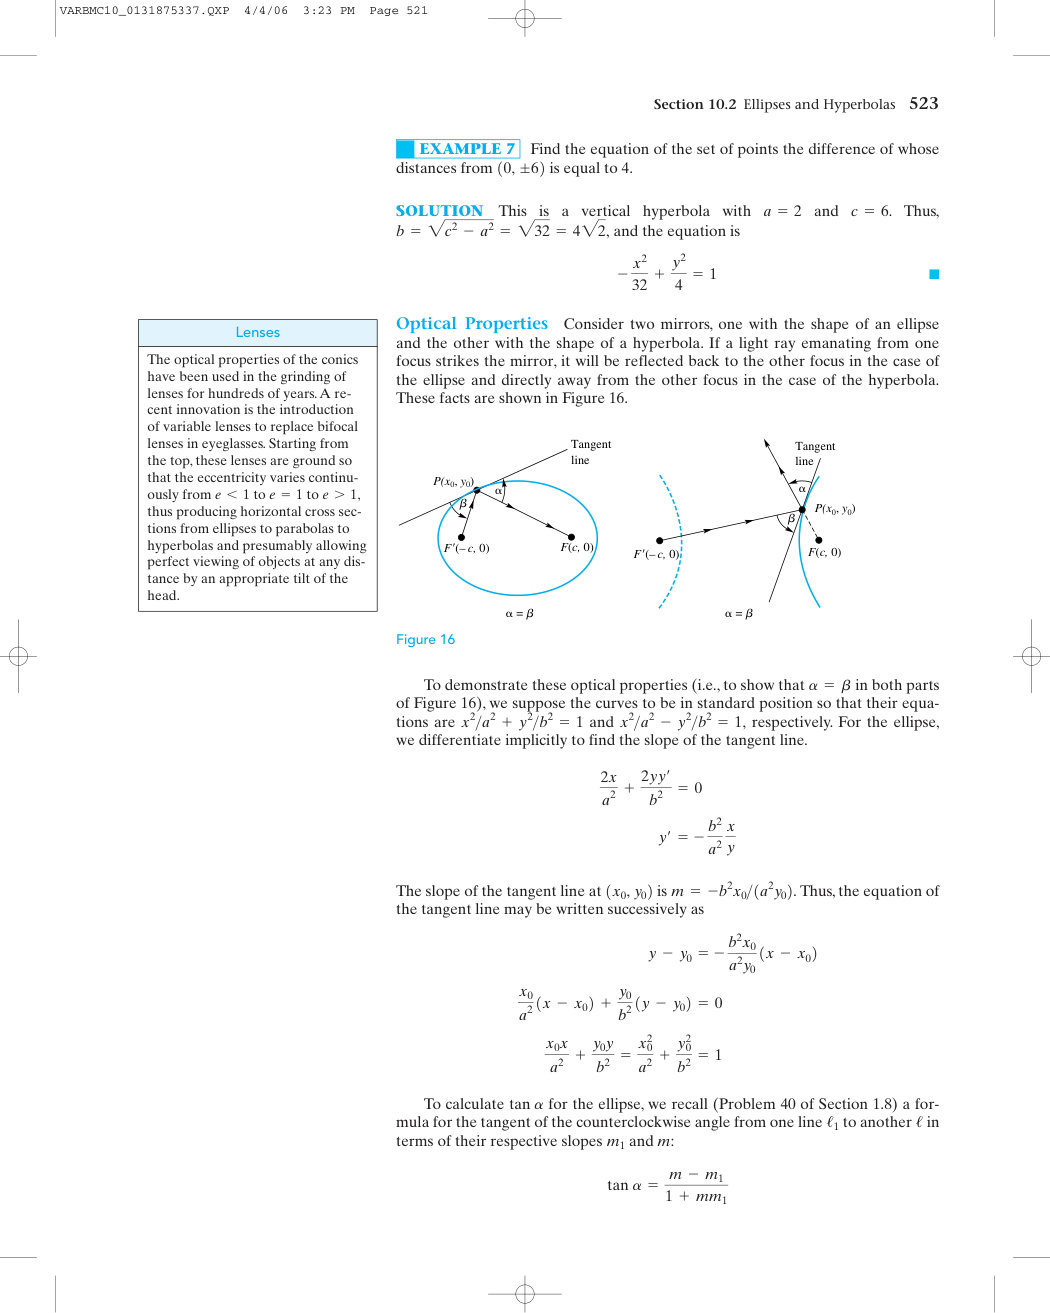 VARBMC10_0131875337.QXP 4/4/06 3:23 PM Page 521
Section 10.2 Ellipses and Hyperbolas 523
EXAMPLE 7 Find the equation of the set of points the difference of whose
distances from (0, ±6) is equal to 4.
SOLUTION This is a vertical hyperbola with a = 2 and c = 6. Thus,
b = √(c² − a²) = √32 = 4√2, and the equation is
−x²/32 + y²/4 = 1
Lenses
The optical properties of the conics
have been used in the grinding of
lenses for hundreds of years. A re-
cent innovation is the introduction
of variable lenses to replace bifocal
lenses in eyeglasses. Starting from
the top, these lenses are ground so
that the eccentricity varies continu-
ously from e < 1 to e = 1 to e > 1,
thus producing horizontal cross sec-
tions from ellipses to parabolas to
hyperbolas and presumably allowing
perfect viewing of objects at any dis-
tance by an appropriate tilt of the
head.
Optical Properties Consider two mirrors, one with the shape of an ellipse
and the other with the shape of a hyperbola. If a light ray emanating from one
focus strikes the mirror, it will be reflected back to the other focus in the case of
the ellipse and directly away from the other focus in the case of the hyperbola.
These facts are shown in Figure 16.
Tangent
line
P(x₀, y₀)
α
β
F′(−c, 0)
F(c, 0)
α = β
Tangent
line
α
P(x₀, y₀)
β
F′(−c, 0)
F(c, 0)
α = β
Figure 16
To demonstrate these optical properties (i.e., to show that α = β in both parts
of Figure 16), we suppose the curves to be in standard position so that their equa-
tions are x²/a² + y²/b² = 1 and x²/a² − y²/b² = 1, respectively. For the ellipse,
we differentiate implicitly to find the slope of the tangent line.
2x/a² + 2yy′/b² = 0
y′ = −b²/a² x/y
The slope of the tangent line at (x₀, y₀) is m = −b²x₀/(a²y₀). Thus, the equation of
the tangent line may be written successively as
y − y₀ = −b²x₀/a²y₀ (x − x₀)
x₀/a² (x − x₀) + y₀/b² (y − y₀) = 0
x₀x/a² + y₀y/b² = x₀²/a² + y₀²/b² = 1
To calculate tan α for the ellipse, we recall (Problem 40 of Section 1.8) a for-
mula for the tangent of the counterclockwise angle from one line ℓ₁ to another ℓ in
terms of their respective slopes m₁ and m:
tan α = (m − m₁)/(1 + mm₁)